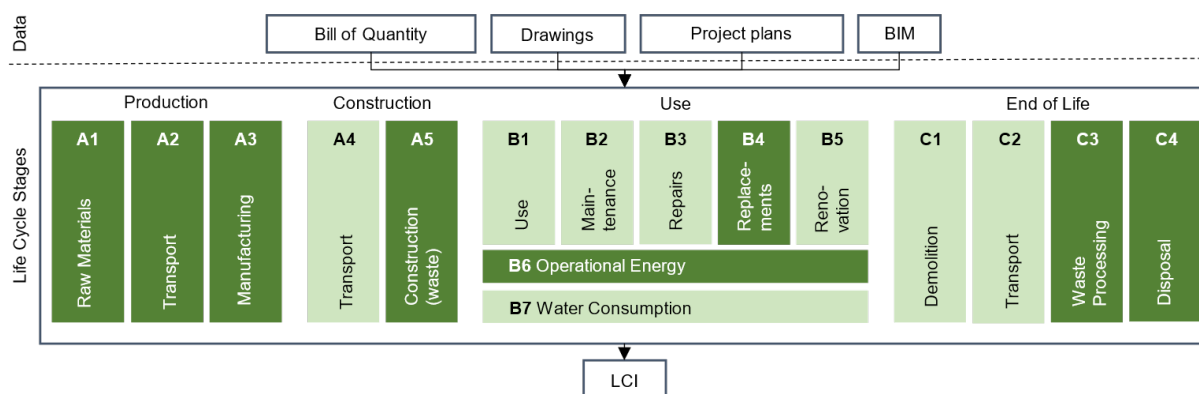 Data
Bill of Quantity
Drawings
Project plans
BIM
Life Cycle Stages
Production
Construction
Use
End of Life
A1
Raw Materials
A2
Transport
A3
Manufacturing
A4
Transport
A5
Construction
(waste)
B1
Use
B2
Main-
tenance
B3
Repairs
B4
Replace-
ments
B5
Reno-
vation
B6 Operational Energy
B7 Water Consumption
C1
Demolition
C2
Transport
C3
Waste
Processing
C4
Disposal
LCI